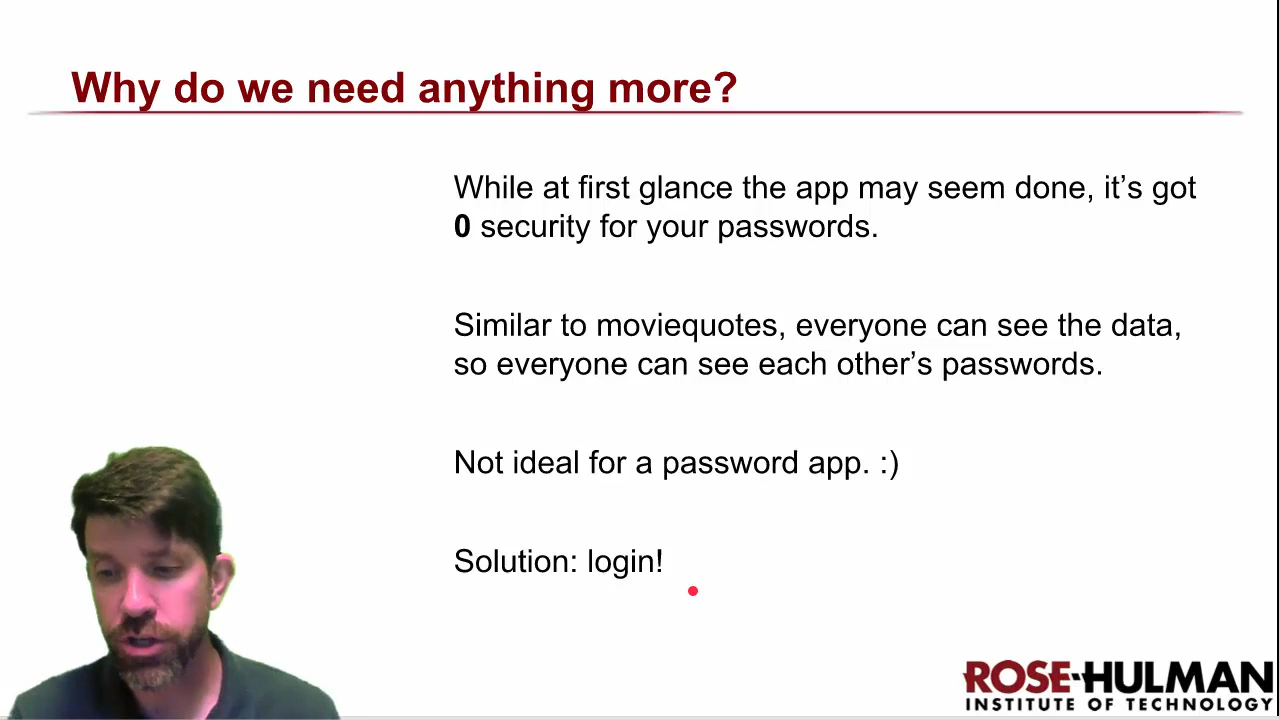 Why do we need anything more?
While at first glance the app may seem done, it’s got
0 security for your passwords.
Similar to moviequotes, everyone can see the data,
so everyone can see each other’s passwords.
Not ideal for a password app. :)
Solution: login!
ROSE-HULMAN
INSTITUTE OF TECHNOLOGY